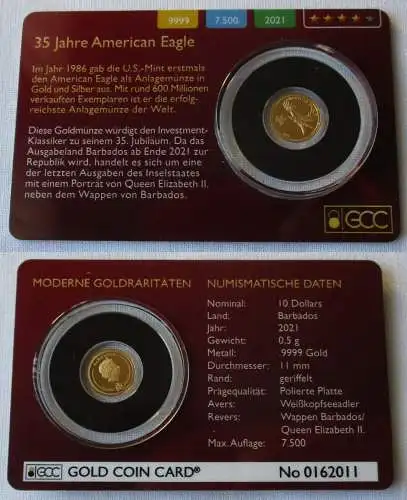 9999 7.500 2021
35 Jahre American Eagle
Im Jahr 1986 gab die U.S.-Mint erstmals
den American Eagle als Anlagemünze in
Gold und Silber aus. Mit rund 600 Millionen
verkauften Exemplaren ist er die erfolg-
reichste Anlagemünze der Welt.
Diese Goldmünze würdigt den Investment-
Klassiker zu seinem 35. Jubiläum. Da das
Ausgabeland Barbados ab Ende 2021 zur
Republik wird, handelt es sich um eine
der letzten Ausgaben des Inselstaates
mit einem Porträt von Queen Elizabeth II.
neben dem Wappen von Barbados.
GCC
MODERNE GOLDRARITÄTEN
NUMISMATISCHE DATEN
Nominal: 10 Dollars
Land: Barbados
Jahr: 2021
Gewicht: 0,5 g
Metall: 9999 Gold
Durchmesser: 11 mm
Rand: geriffelt
Prägequalität: Polierte Platte
Avers: Weißkopfseeadler
Revers: Wappen Barbados/
Queen Elizabeth II.
Max. Auflage: 7.500
GCC GOLD COIN CARD® No 0162011